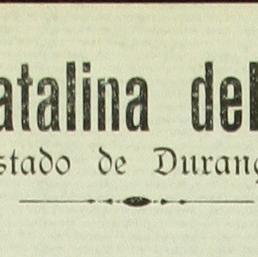 atalina del
stado de Durang